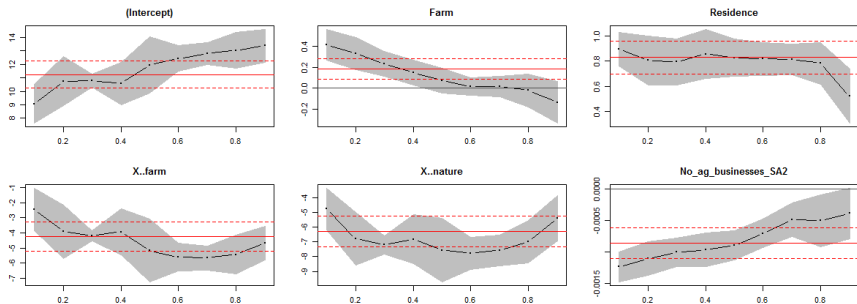 (Intercept)
Farm
Residence
8 9 10 11 12 13 14
-0.2 0.0 0.2 0.4
0.4 0.6 0.8 1.0
0.2 0.4 0.6 0.8
0.2 0.4 0.6 0.8
0.2 0.4 0.6 0.8
X..farm
X..nature
No_ag_businesses_SA2
-7 -6 -5 -4 -3 -2 -1
-9 -8 -7 -6 -5 -4
-0.0015 -0.0005 0.0000
0.2 0.4 0.6 0.8
0.2 0.4 0.6 0.8
0.2 0.4 0.6 0.8